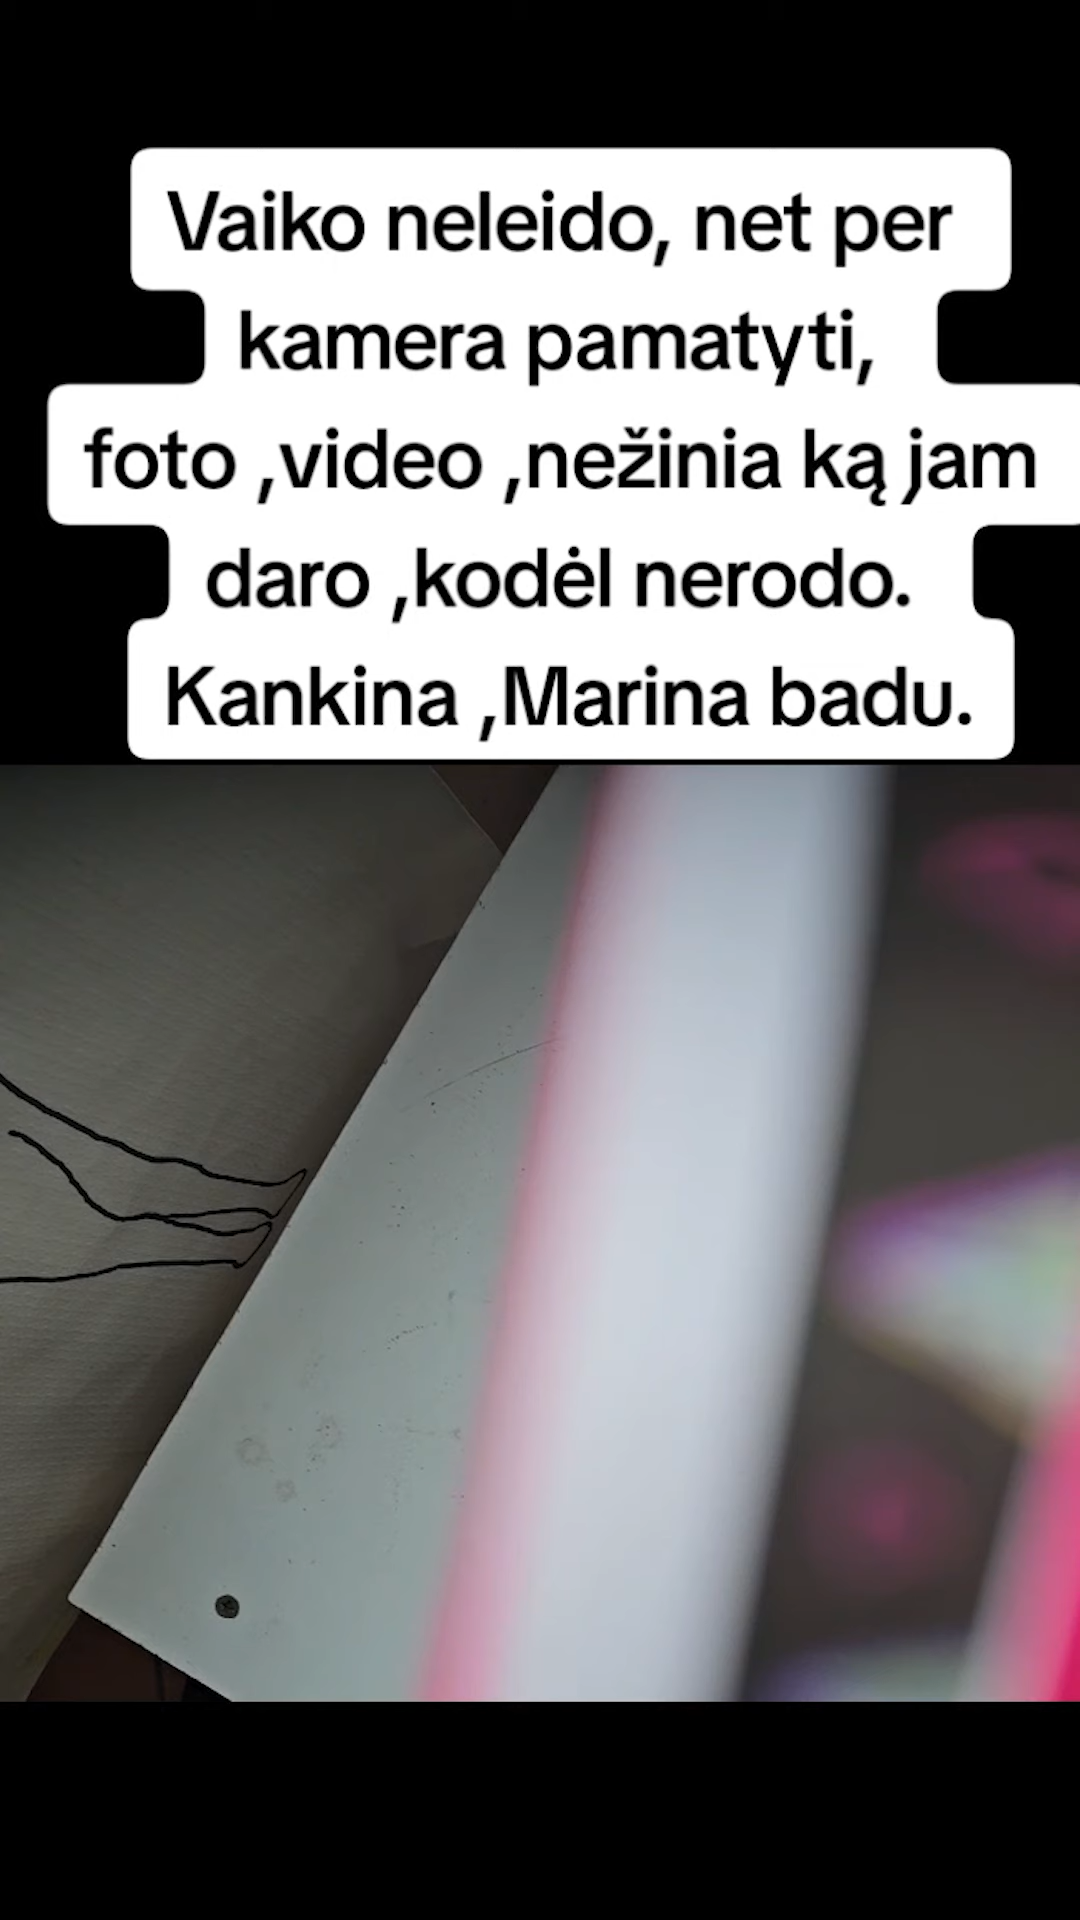 Vaiko neleido, net per
kamera pamatyti,
foto ,video ,nežinia ką jam
daro ,kodėl nerodo.
Kankina ,Marina badu.